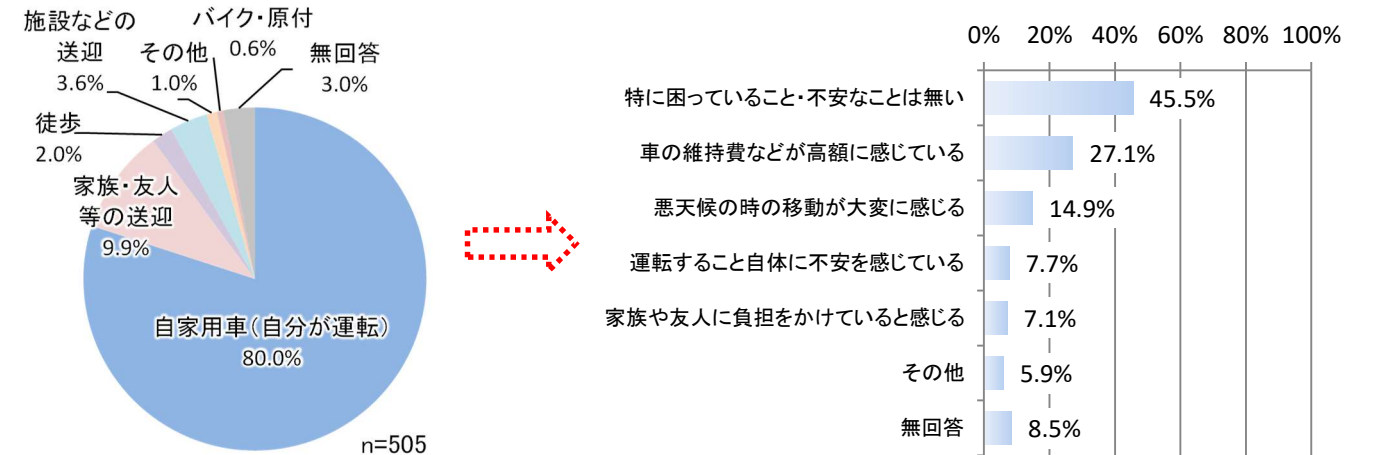 施設などの
送迎
3.6%
バイク・原付
0.6%
その他
1.0%
無回答
3.0%
徒歩
2.0%
家族・友人
等の送迎
9.9%
自家用車(自分が運転)
80.0%
n=505
0% 20% 40% 60% 80% 100%
特に困っていること・不安なことは無い 45.5%
車の維持費などが高額に感じている 27.1%
悪天候の時の移動が大変に感じる 14.9%
運転すること自体に不安を感じている 7.7%
家族や友人に負担をかけていると感じる 7.1%
その他 5.9%
無回答 8.5%